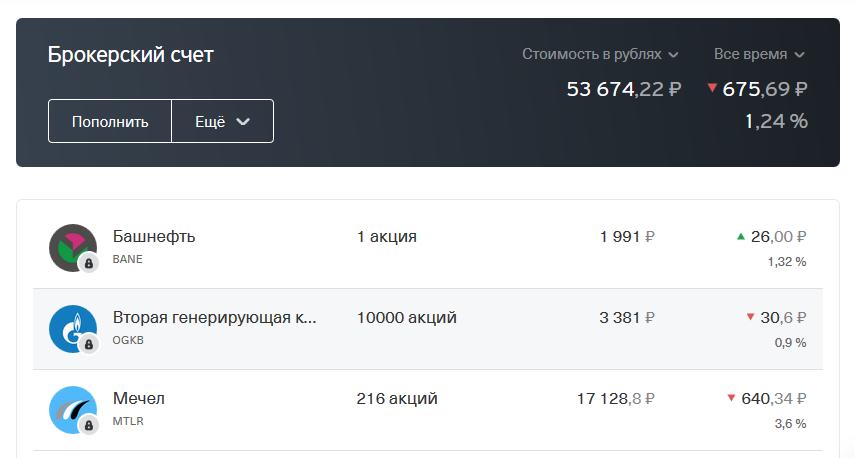 Брокерский счет
Стоимость в рублях Все время
53 674,22 ₽ 675,69 ₽
1,24 %
Пополнить Ещё
Башнефть 1 акция 1 991 ₽ 26,00 ₽
BANE 1,32 %
Вторая генерирующая к... 10000 акций 3 381 ₽ 30,6 ₽
OGKB 0,9 %
Мечел 216 акций 17 128,8 ₽ 640,34 ₽
MTLR 3,6 %